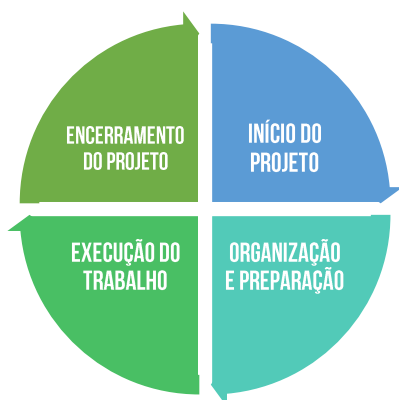 INÍCIO DO
PROJETO
ORGANIZAÇÃO
E PREPARAÇÃO
EXECUÇÃO DO
TRABALHO
ENCERRAMENTO
DO PROJETO